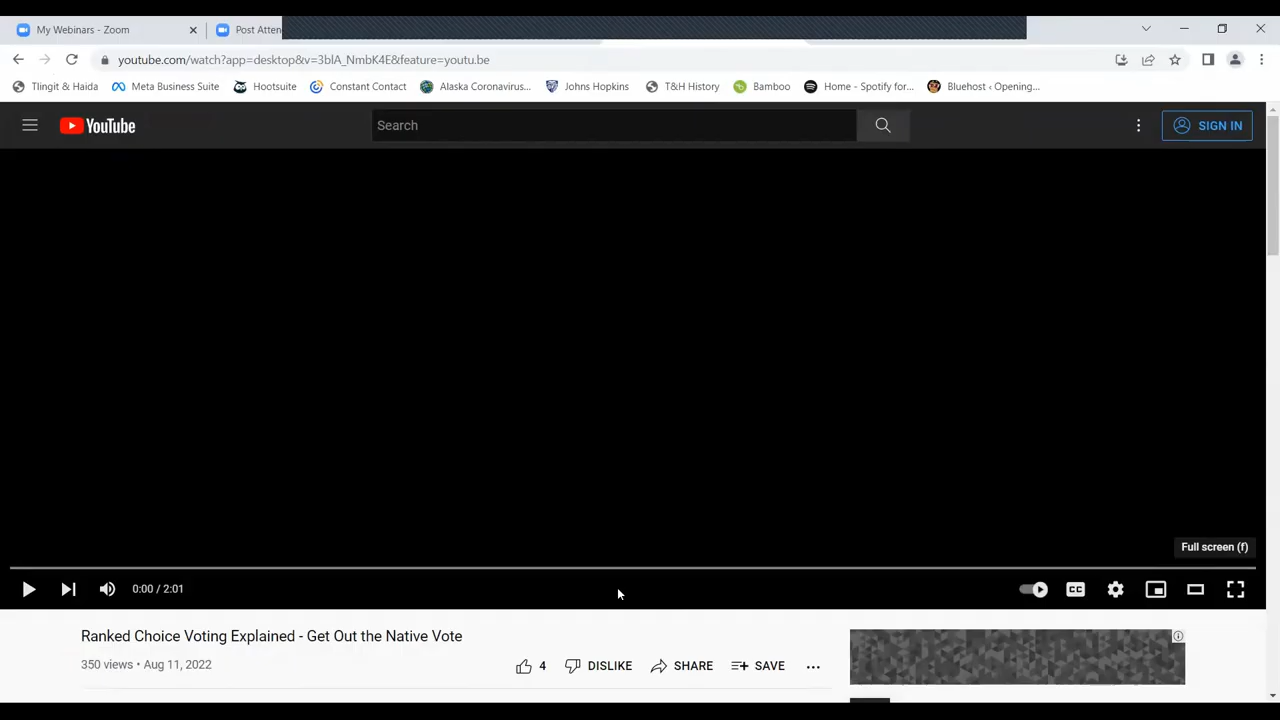 My Webinars - Zoom
Post Atten
youtube.com/watch?app=desktop&v=3blA_NmbK4E&feature=youtu.be
Tlingit & Haida
Meta Business Suite
Hootsuite
Constant Contact
Alaska Coronavirus...
Johns Hopkins
T&H History
Bamboo
Home - Spotify for...
Bluehost ‹ Opening...
YouTube
Search
SIGN IN
Full screen (f)
0:00 / 2:01
CC
Ranked Choice Voting Explained - Get Out the Native Vote
350 views • Aug 11, 2022
4
DISLIKE
SHARE
SAVE